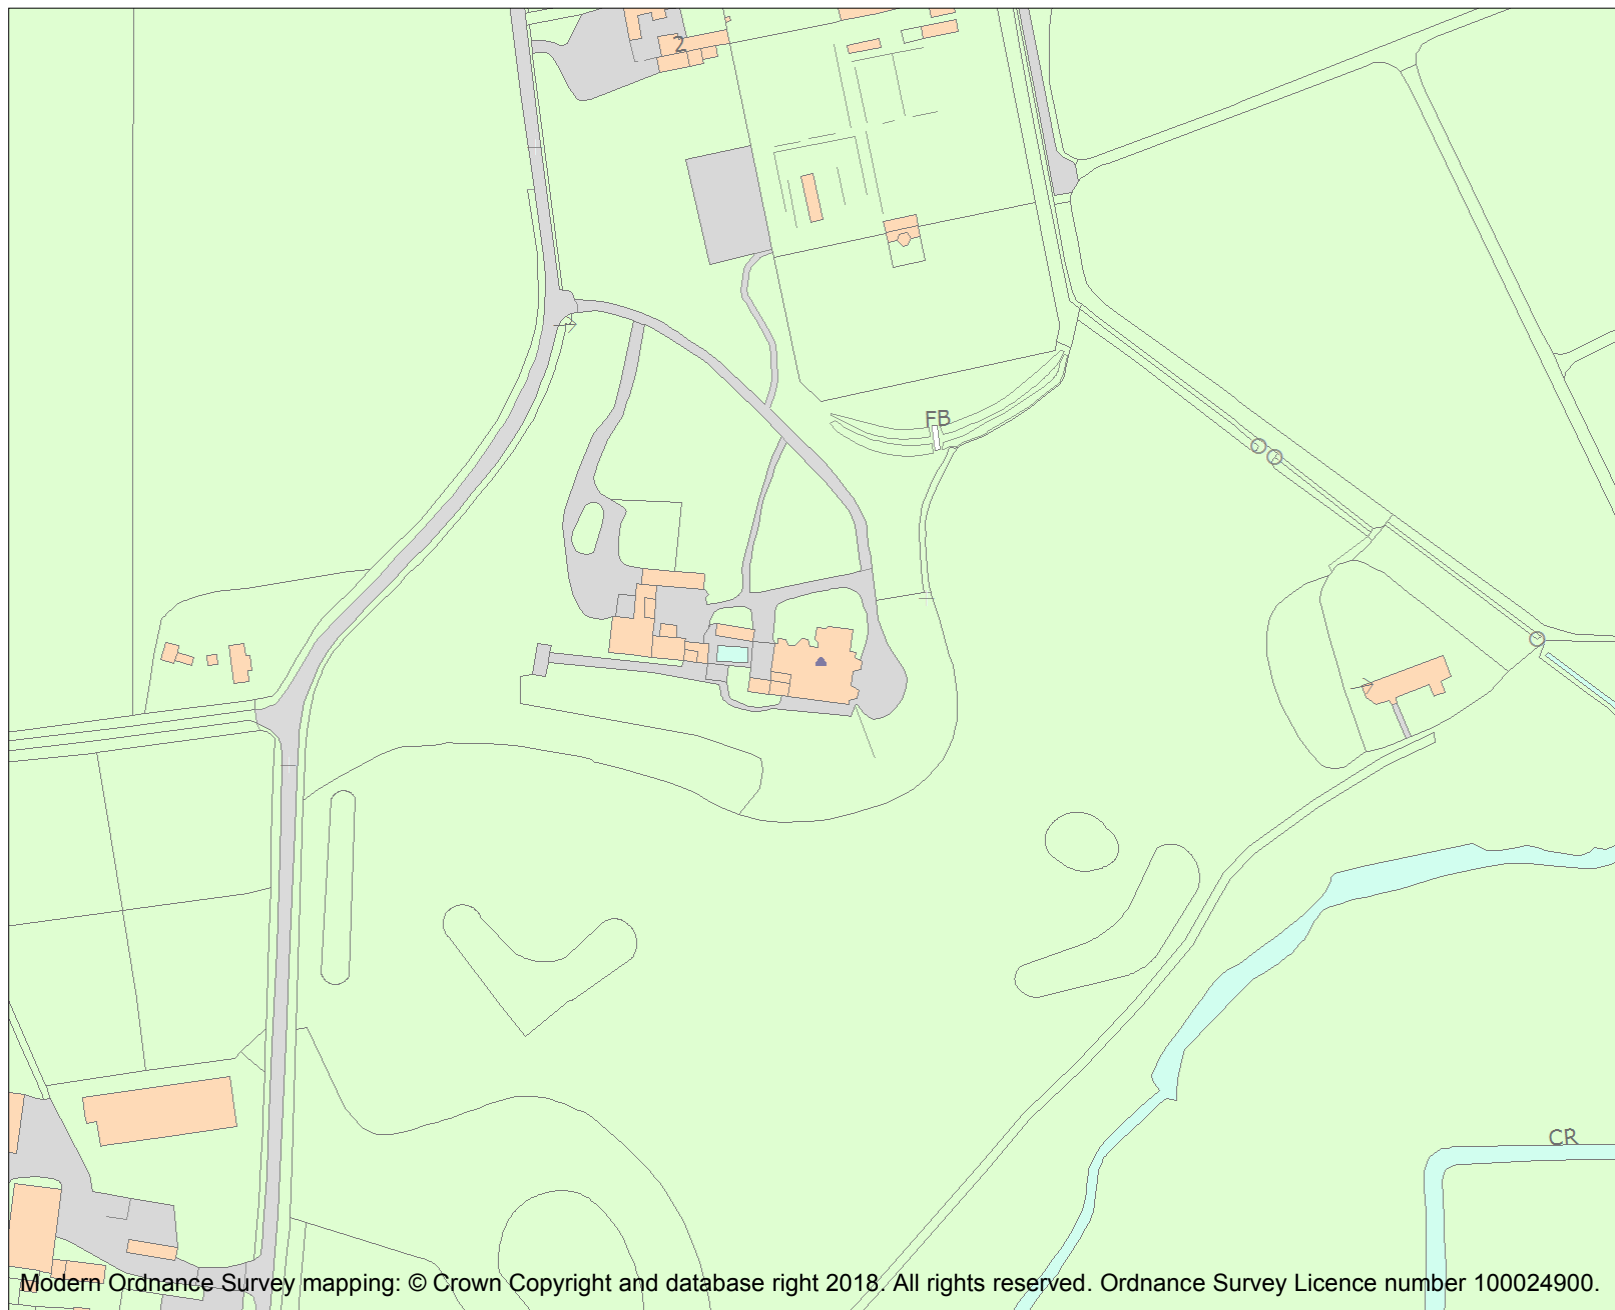 2
FB
CR
Modern Ordnance Survey mapping: © Crown Copyright and database right 2018. All rights reserved. Ordnance Survey Licence number 100024900.